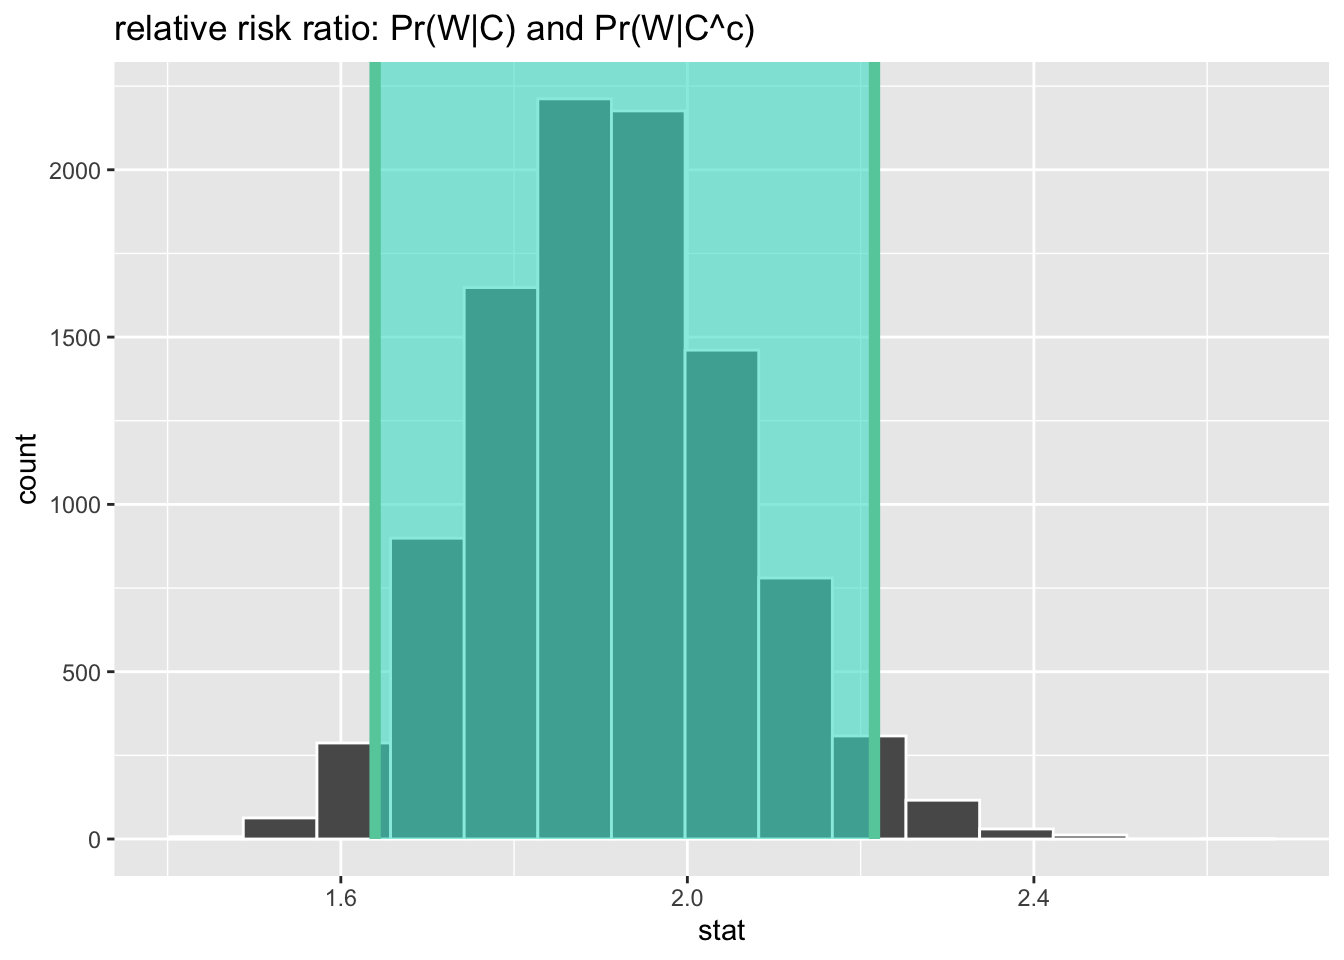 relative risk ratio: Pr(W|C) and Pr(W|C^c)
2000
1500
1000
500
0
count
1.6 2.0 2.4
stat